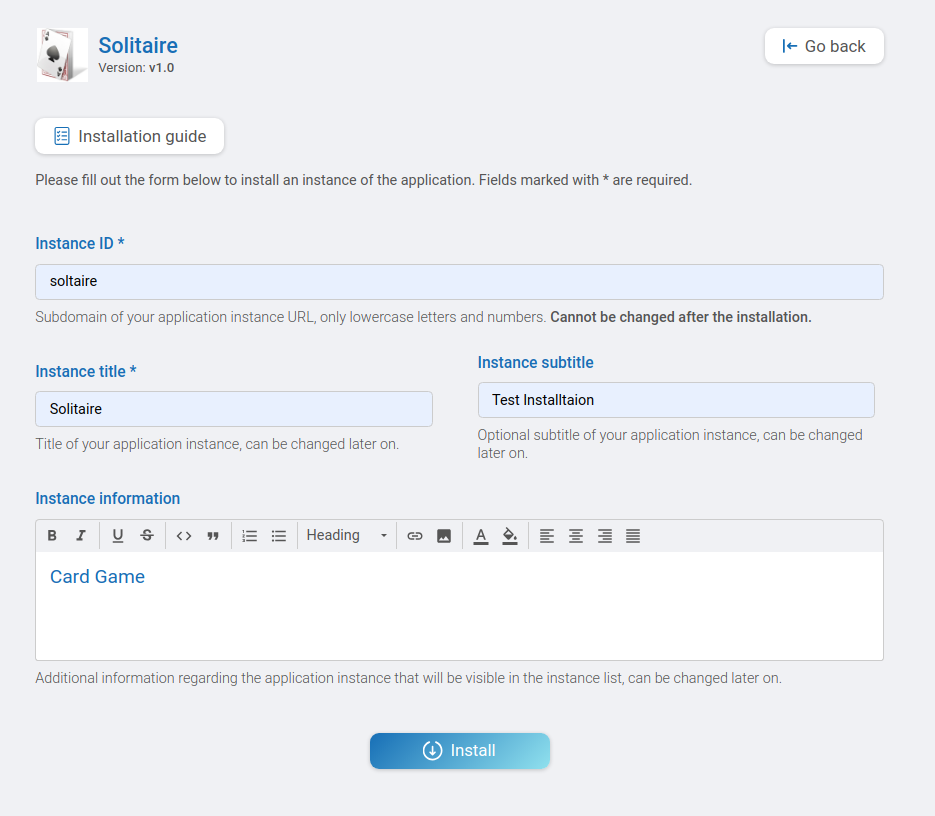 Solitaire
Version: v1.0
Go back
Installation guide
Please fill out the form below to install an instance of the application. Fields marked with * are required.
Instance ID *
soltaire
Subdomain of your application instance URL, only lowercase letters and numbers. Cannot be changed after the installation.
Instance title *
Solitaire
Title of your application instance, can be changed later on.
Instance subtitle
Test Installtaion
Optional subtitle of your application instance, can be changed
later on.
Instance information
B I U S Heading A
Card Game
Additional information regarding the application instance that will be visible in the instance list, can be changed later on.
Install